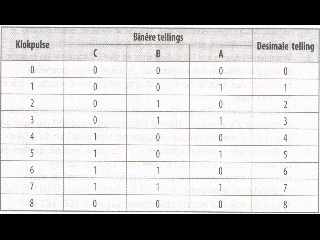 Klokpulse Binêre tellings Desimale telling
C B A
0 0 0 0 0
1 0 0 1 1
2 0 1 0 2
3 0 1 1 3
4 1 0 0 4
5 1 0 1 5
6 1 1 0 6
7 1 1 1 7
8 0 0 0 8